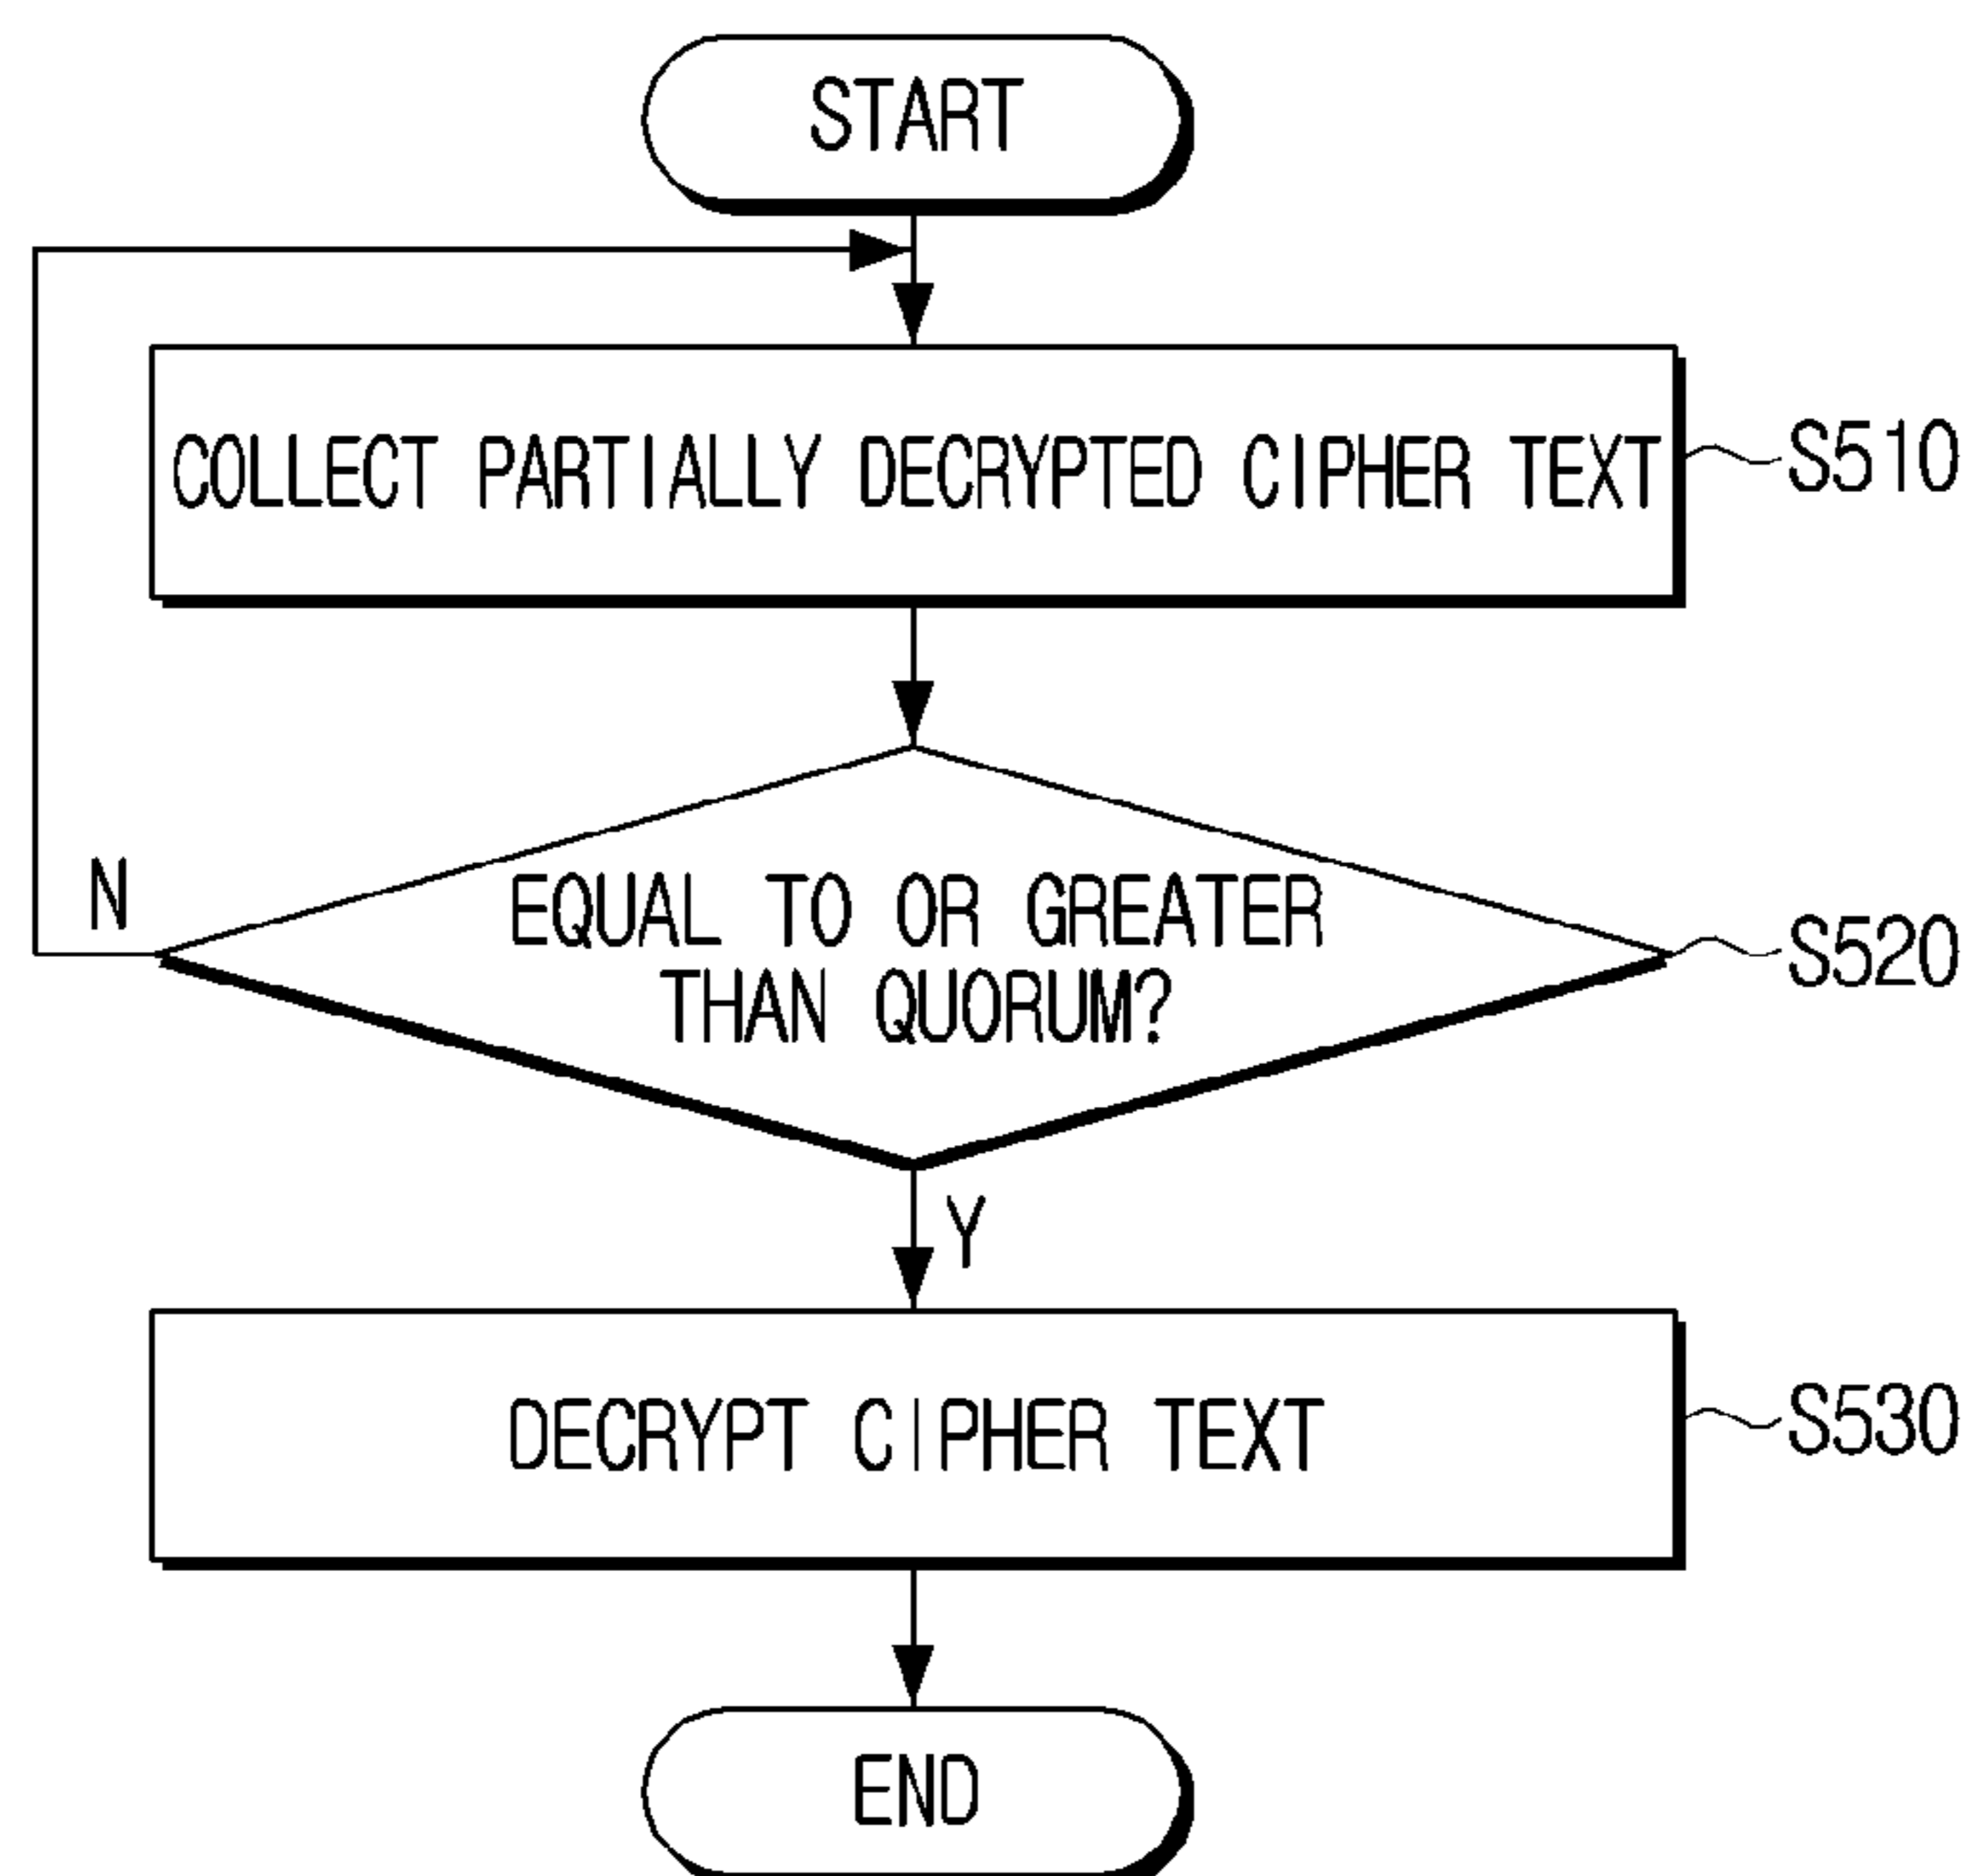 START
COLLECT PARTIALLY DECRYPTED CIPHER TEXT
S510
N
EQUAL TO OR GREATER
THAN QUORUM?
S520
Y
DECRYPT CIPHER TEXT
S530
END